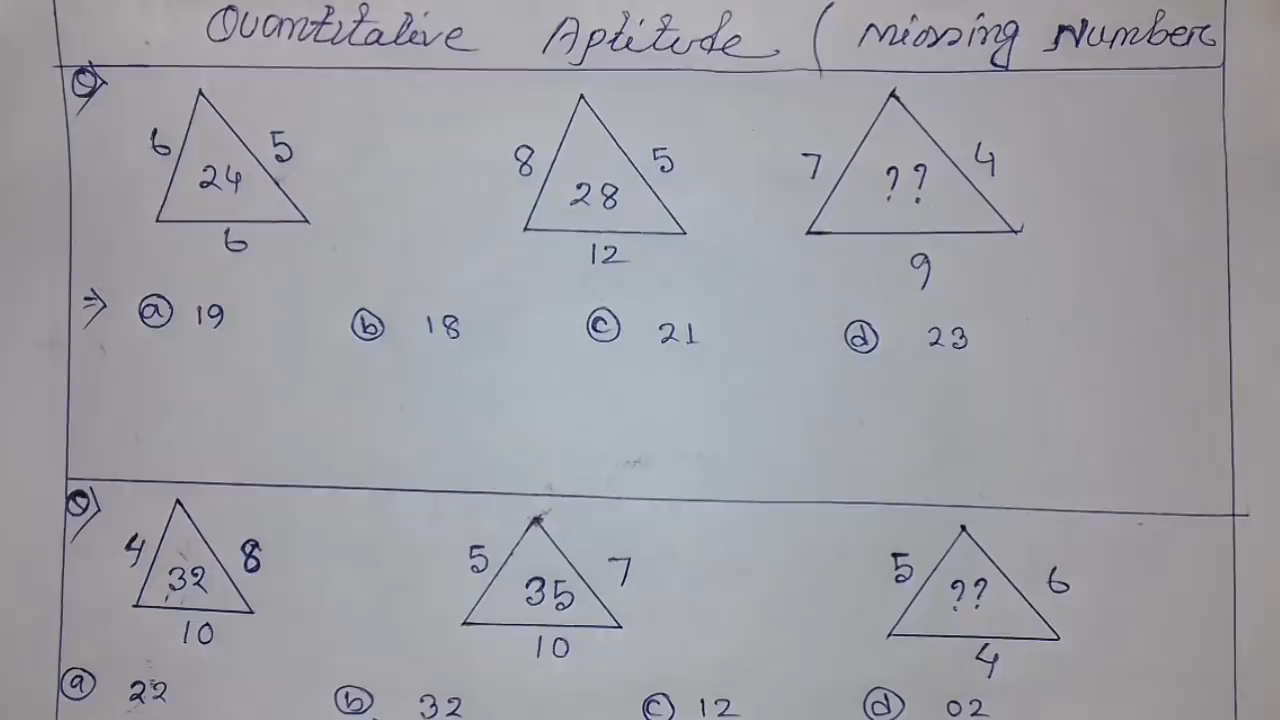 Quantitative Aptitude ( Missing Number
Q)
6 5 8 5 7 4
24 28 ??
6 12 9
=> (a) 19 (b) 18 (c) 21 (d) 23
Q)
4 8 5 7 5 6
32 35 ??
10 10 4
(a) 22 (b) 32 (c) 12 (d) 02